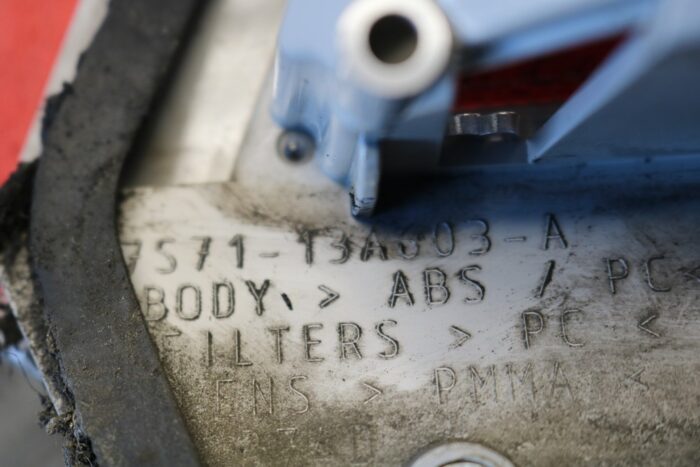 7S71-13A603-A
BODY > ABS / PC
FILTERS > PC <
LENS > PMMA <